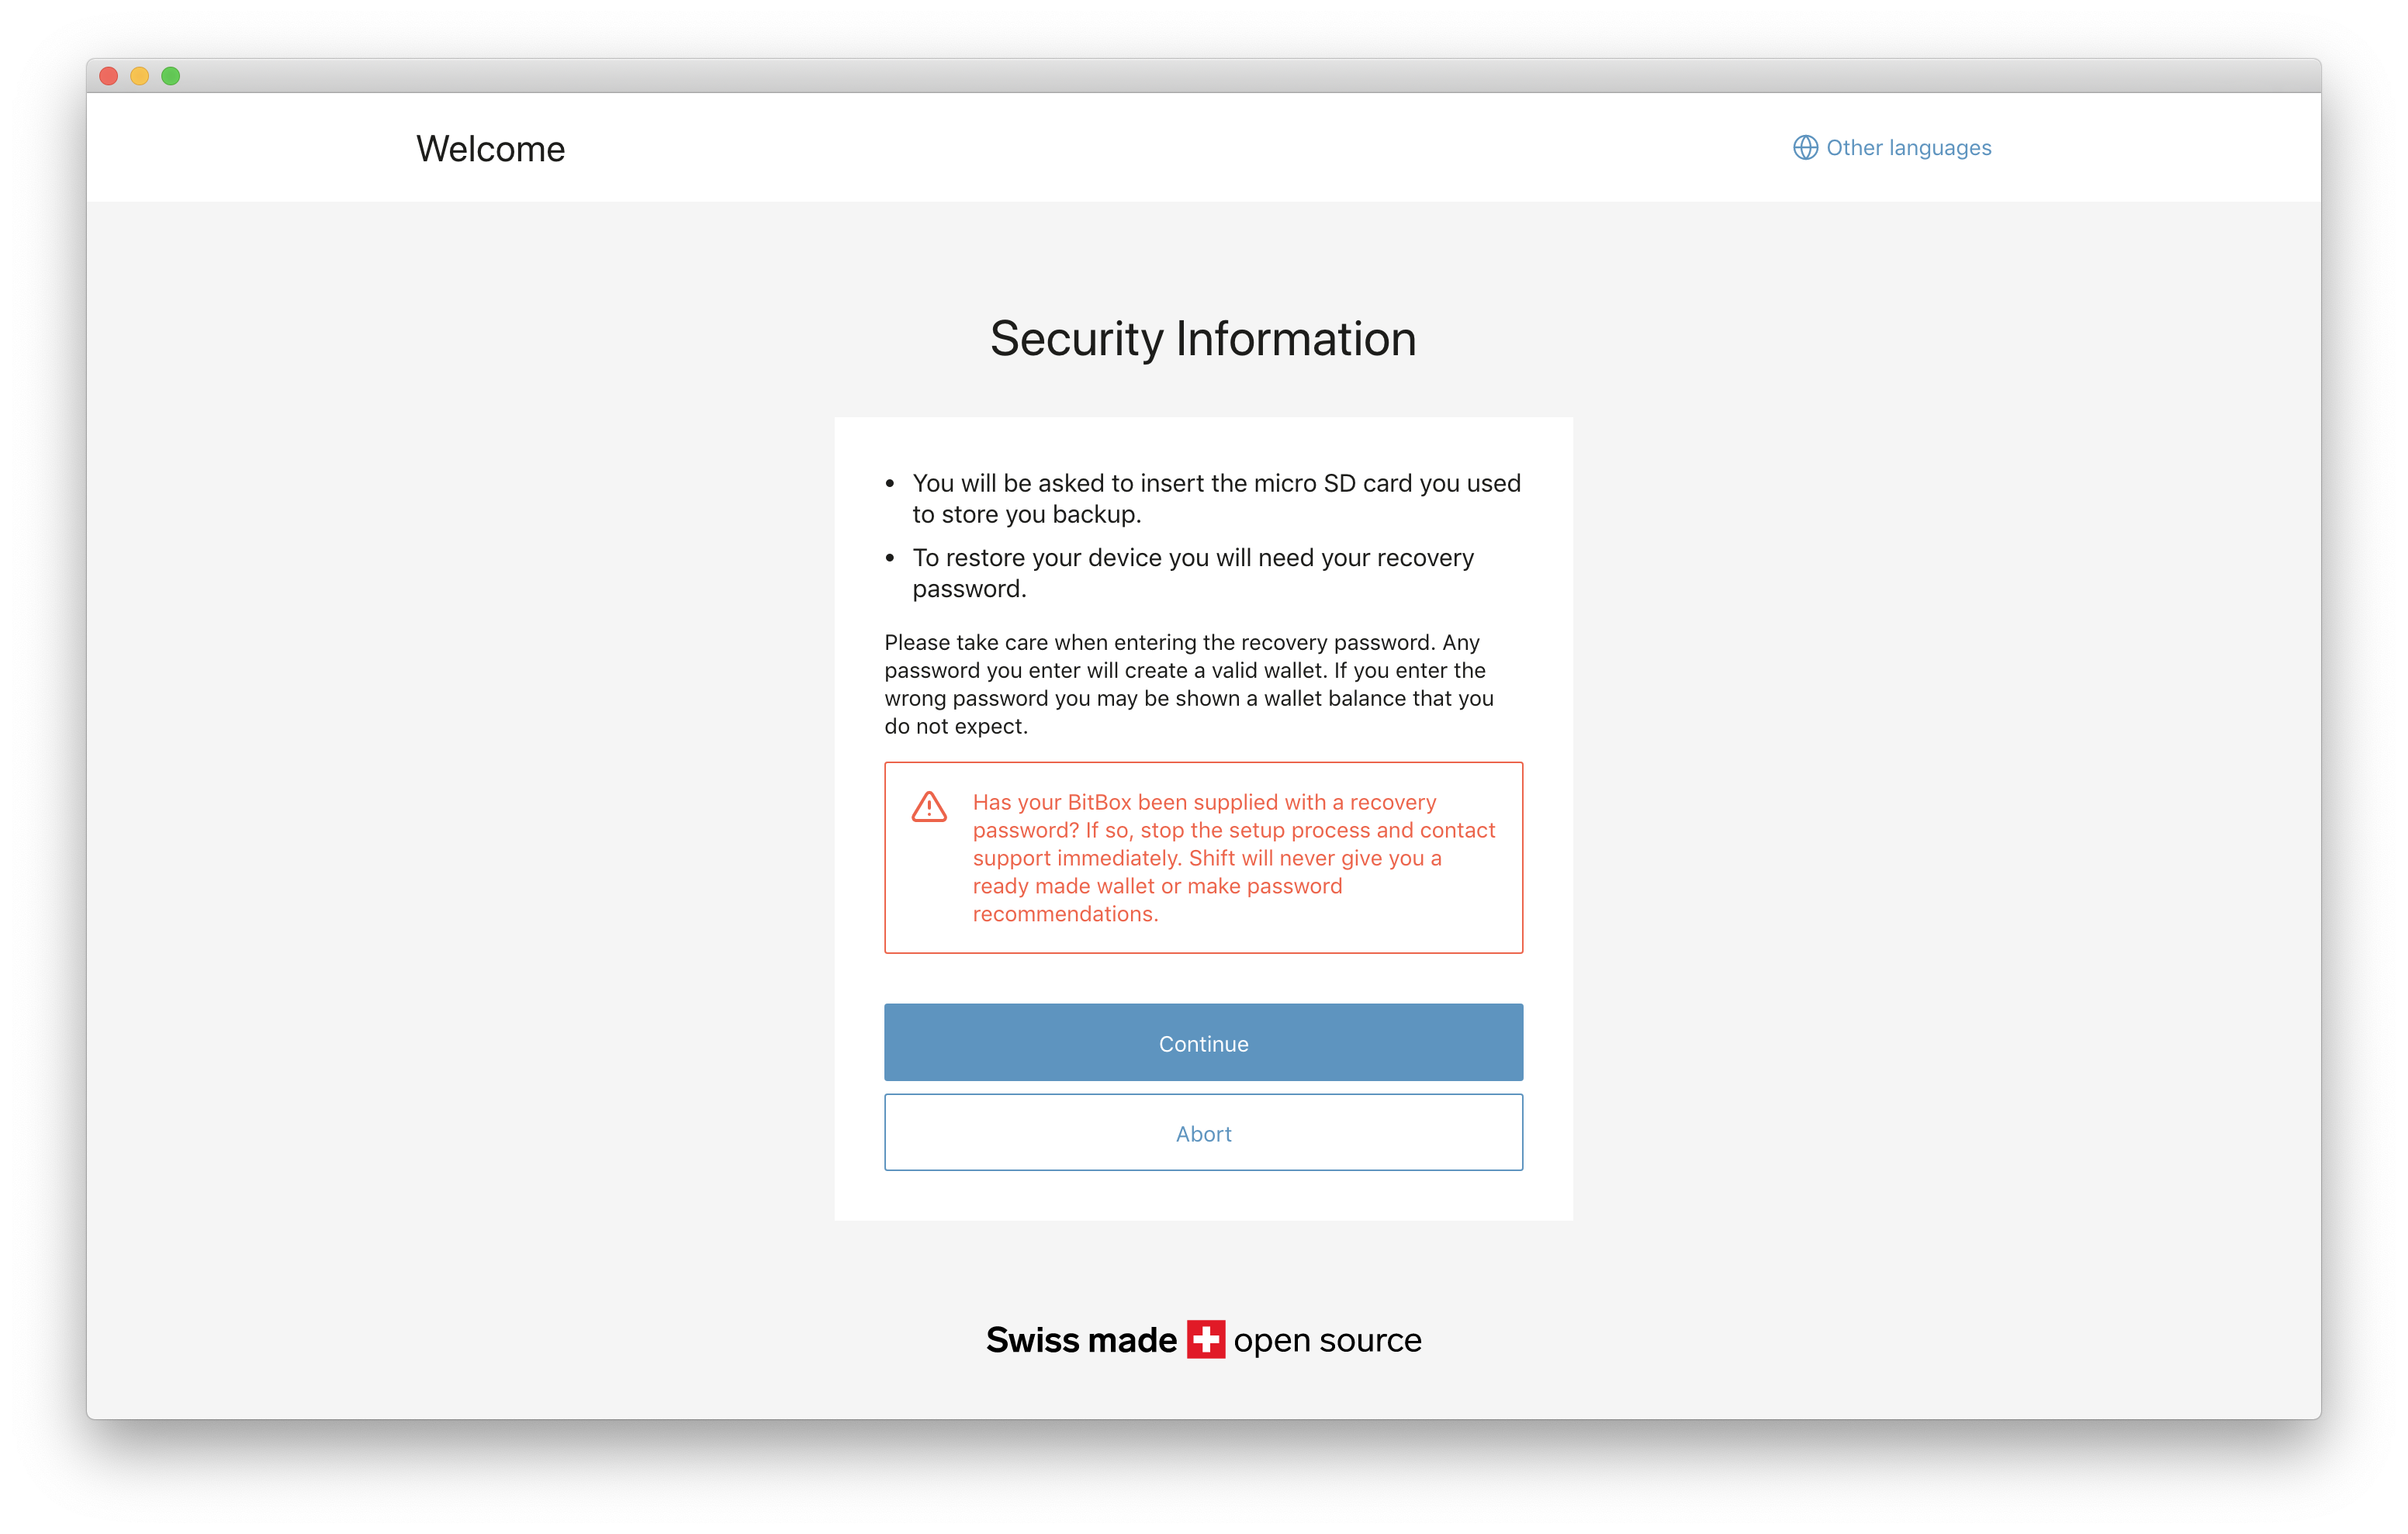 Welcome
Other languages
Security Information
• You will be asked to insert the micro SD card you used
to store you backup.
• To restore your device you will need your recovery
password.
Please take care when entering the recovery password. Any
password you enter will create a valid wallet. If you enter the
wrong password you may be shown a wallet balance that you
do not expect.
Has your BitBox been supplied with a recovery
password? If so, stop the setup process and contact
support immediately. Shift will never give you a
ready made wallet or make password
recommendations.
Continue
Abort
Swiss made open source